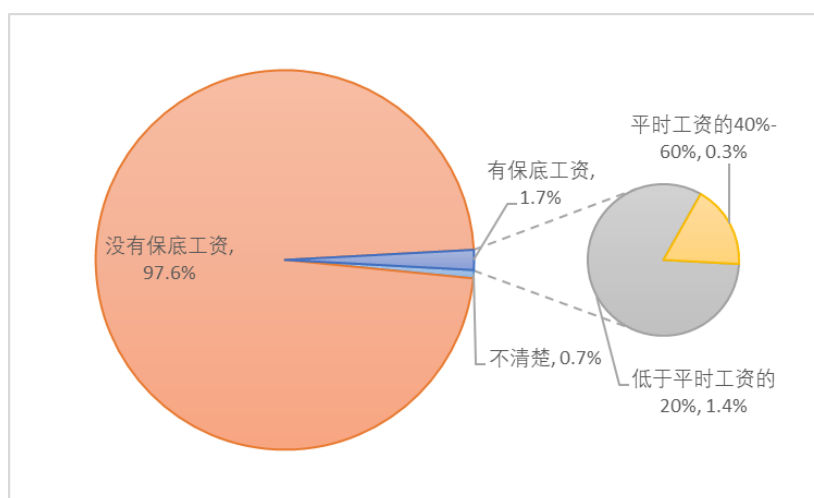 平时工资的40%-
60%, 0.3%
有保底工资,
1.7%
没有保底工资,
97.6%
不清楚, 0.7%
低于平时工资的
20%, 1.4%